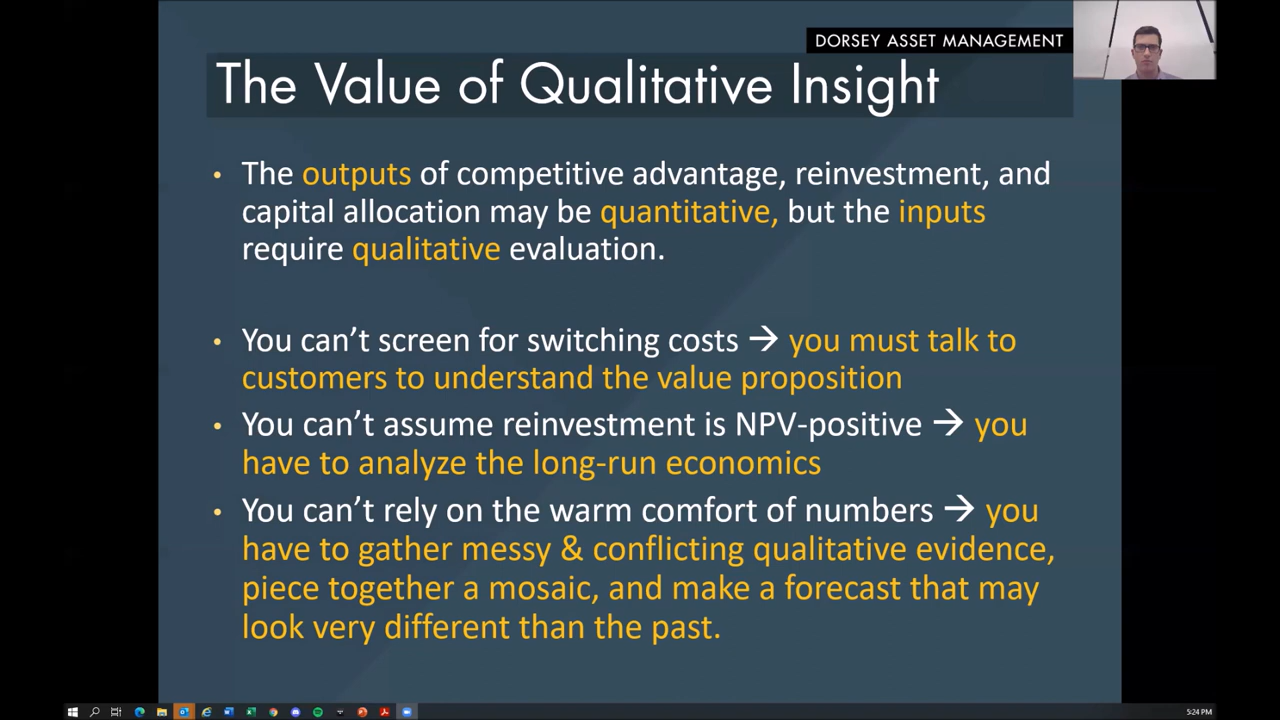 DORSEY ASSET MANAGEMENT
The Value of Qualitative Insight
• The outputs of competitive advantage, reinvestment, and
capital allocation may be quantitative, but the inputs
require qualitative evaluation.
• You can’t screen for switching costs → you must talk to
customers to understand the value proposition
• You can’t assume reinvestment is NPV-positive → you
have to analyze the long-run economics
• You can’t rely on the warm comfort of numbers → you
have to gather messy & conflicting qualitative evidence,
piece together a mosaic, and make a forecast that may
look very different than the past.
5:24 PM